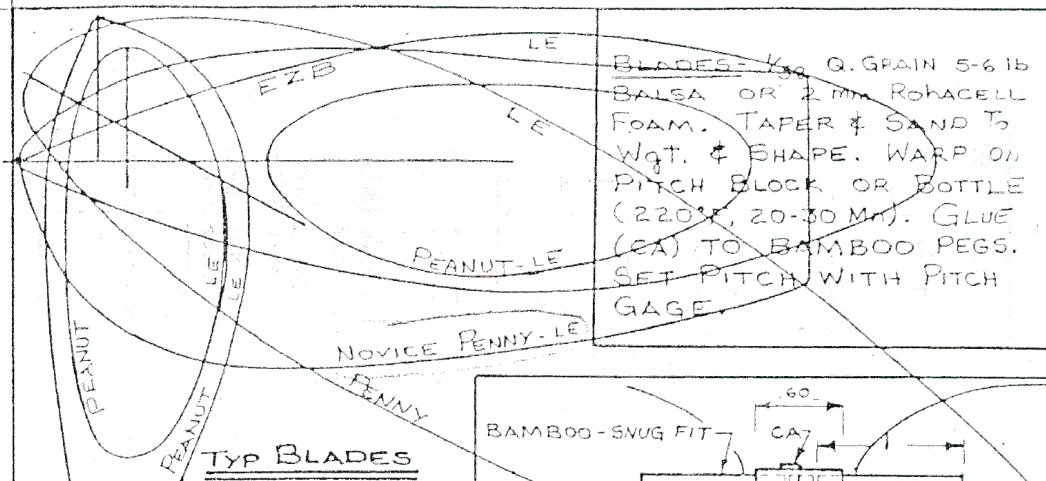 LE
EZB
LE
BLADES - 1/32 Q. GRAIN 5-6 lb
BALSA OR 2 mm ROHACELL
FOAM. TAPER & SAND TO
Wgt. & SHAPE. WARP ON
PITCH BLOCK OR BOTTLE
(220°F, 20-30 Mn). GLUE
(CA) TO BAMBOO PEGS.
SET PITCH WITH PITCH
GAGE.
PEANUT-LE
LE
LE
NOVICE PENNY-LE
PENNY
PEANUT
PEANUT
TYP BLADES
.60
BAMBOO-SNUG FIT
CA
1